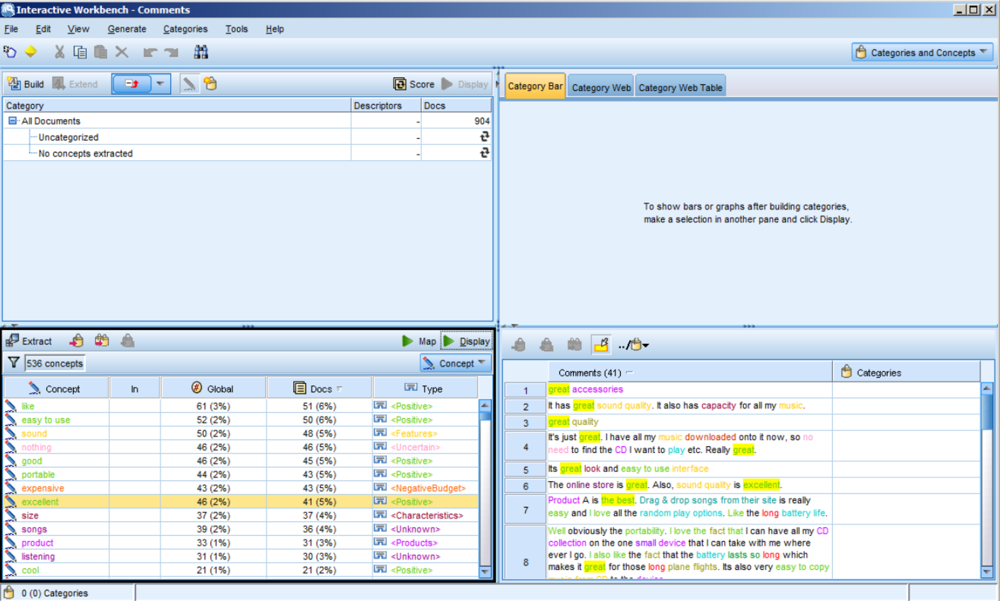 Interactive Workbench - Comments
File Edit View Generate Categories Tools Help
Categories and Concepts
Build Extend Score Display
Category Descriptors Docs
All Documents - 904
Uncategorized -
No concepts extracted -
Category Bar Category Web Category Web Table
To show bars or graphs after building categories,
make a selection in another pane and click Display.
Extract Map Display
536 concepts Concept
Concept In Global Docs Type
like 61 (3%) 51 (6%) <Positive>
easy to use 52 (2%) 50 (6%) <Positive>
sound 50 (2%) 48 (5%) <Features>
nothing 46 (2%) 46 (5%) <Uncertain>
good 46 (2%) 45 (5%) <Positive>
portable 44 (2%) 43 (5%) <Positive>
expensive 43 (2%) 43 (5%) <NegativeBudget>
excellent 46 (2%) 41 (5%) <Positive>
size 37 (2%) 37 (4%) <Characteristics>
songs 39 (2%) 36 (4%) <Unknown>
product 33 (1%) 31 (3%) <Products>
listening 31 (1%) 30 (3%) <Unknown>
cool 21 (1%) 21 (2%) <Positive>
../
Comments (41) Categories
1 great accessories
2 It has great sound quality. It also has capacity for all my music.
3 great quality
4 It's just great. I have all my music downloaded onto it now, so no
need to find the CD I want to play etc. Really great.
5 Its great look and easy to use interface
6 The online store is great. Also, sound quality is excellent.
7 Product A is the best. Drag & drop songs from their site is really
easy and I love all the random play options. Like the long battery life.
8 Well obviously the portability. I love the fact that I can have all my CD
collection on the one small device that I can take with me where
ever I go. I also like the fact that the battery lasts so long which
makes it great for those long plane flights. Its also very easy to copy
music from CD to the device
0 (0) Categories